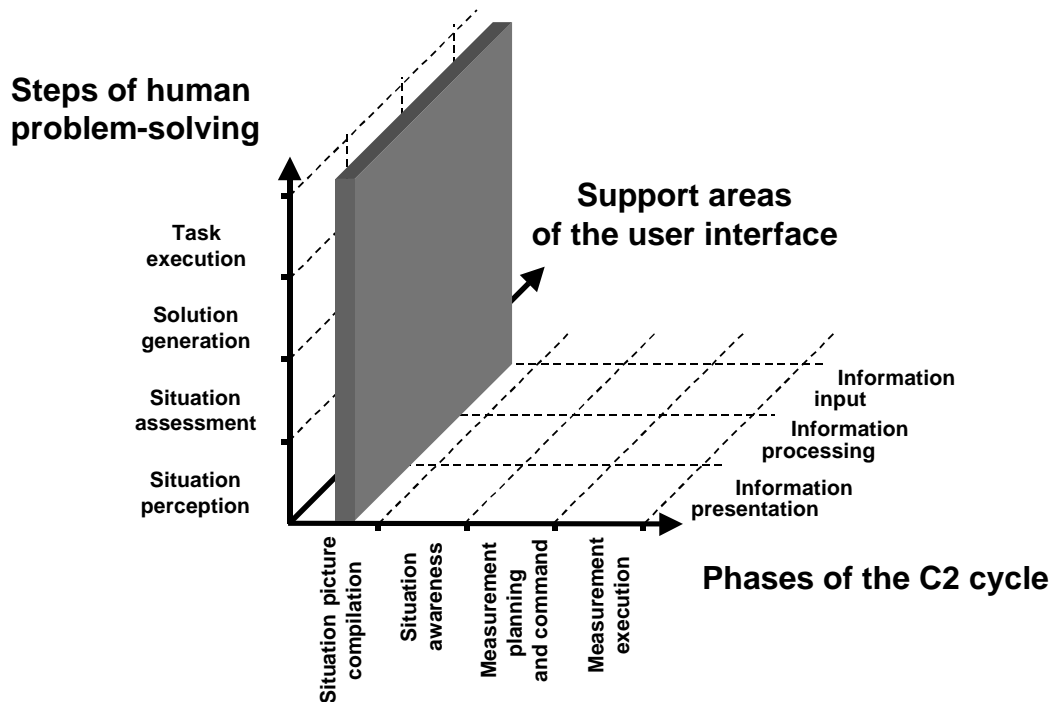 Steps of human
problem-solving
Support areas
of the user interface
Task
execution
Solution
generation
Situation
assessment
Situation
perception
Information
input
Information
processing
Information
presentation
Situation picture
compilation
Situation
awareness
Measurement
planning
and command
Measurement
execution
Phases of the C2 cycle